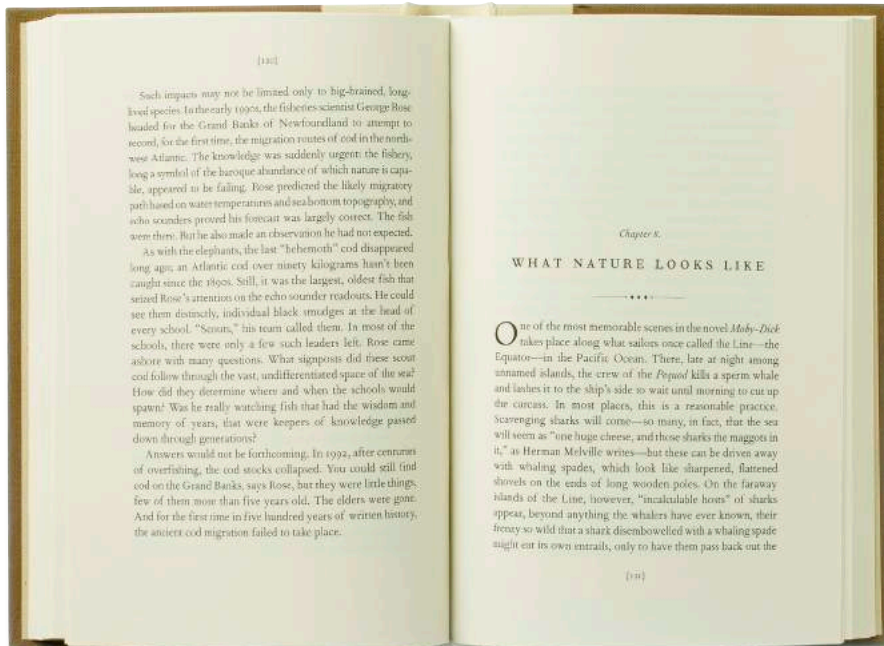 [120]
Such impacts may not be limited only to big-brained, long-
lived species. In the early 1990s, the fisheries scientist George Rose
headed for the Grand Banks of Newfoundland to attempt to
record, for the first time, the migration routes of cod in the north-
west Atlantic. The knowledge was suddenly urgent: the fishery,
long a symbol of the baroque abundance of which nature is capa-
ble, appeared to be failing. Rose predicted the likely migratory
path based on water temperatures and sea bottom topography, and
echo sounders proved his forecast was largely correct. The fish
were there. But he also made an observation he had not expected.
As with the elephants, the last "behemoth" cod disappeared
long ago; an Atlantic cod over ninety kilograms hasn't been
caught since the 1890s. Still, it was the largest, oldest fish that
seized Rose's attention on the echo sounder readouts. He could
see them distinctly, individual black smudges at the head of
every school. "Scouts," his team called them. In most of the
schools, there were only a few such leaders left. Rose came
ashore with many questions. What signposts did these scout
cod follow through the vast, undifferentiated space of the sea?
How did they determine where and when the schools would
spawn? Was he really watching fish that had the wisdom and
memory of years, that were keepers of knowledge passed
down through generations?
Answers would not be forthcoming. In 1992, after centuries
of overfishing, the cod stocks collapsed. You could still find
cod on the Grand Banks, says Rose, but they were little things,
few of them more than five years old. The elders were gone.
And for the first time in five hundred years of written history,
the ancient cod migration failed to take place.
Chapter 8.
WHAT NATURE LOOKS LIKE
One of the most memorable scenes in the novel Moby-Dick
takes place along what sailors once called the Line—the
Equator—in the Pacific Ocean. There, late at night among
unnamed islands, the crew of the Pequod kills a sperm whale
and lashes it to the ship's side to wait until morning to cut up
the carcass. In most places, this is a reasonable practice.
Scavenging sharks will come—so many, in fact, that the sea
will seem as "one huge cheese, and those sharks the maggots in
it," as Herman Melville writes—but these can be driven away
with whaling spades, which look like sharpened, flattened
shovels on the ends of long wooden poles. On the faraway
islands of the Line, however, "incalculable hosts" of sharks
appear, beyond anything the whalers have ever known, their
frenzy so wild that a shark disembowelled with a whaling spade
might eat its own entrails, only to have them pass back out the
[121]